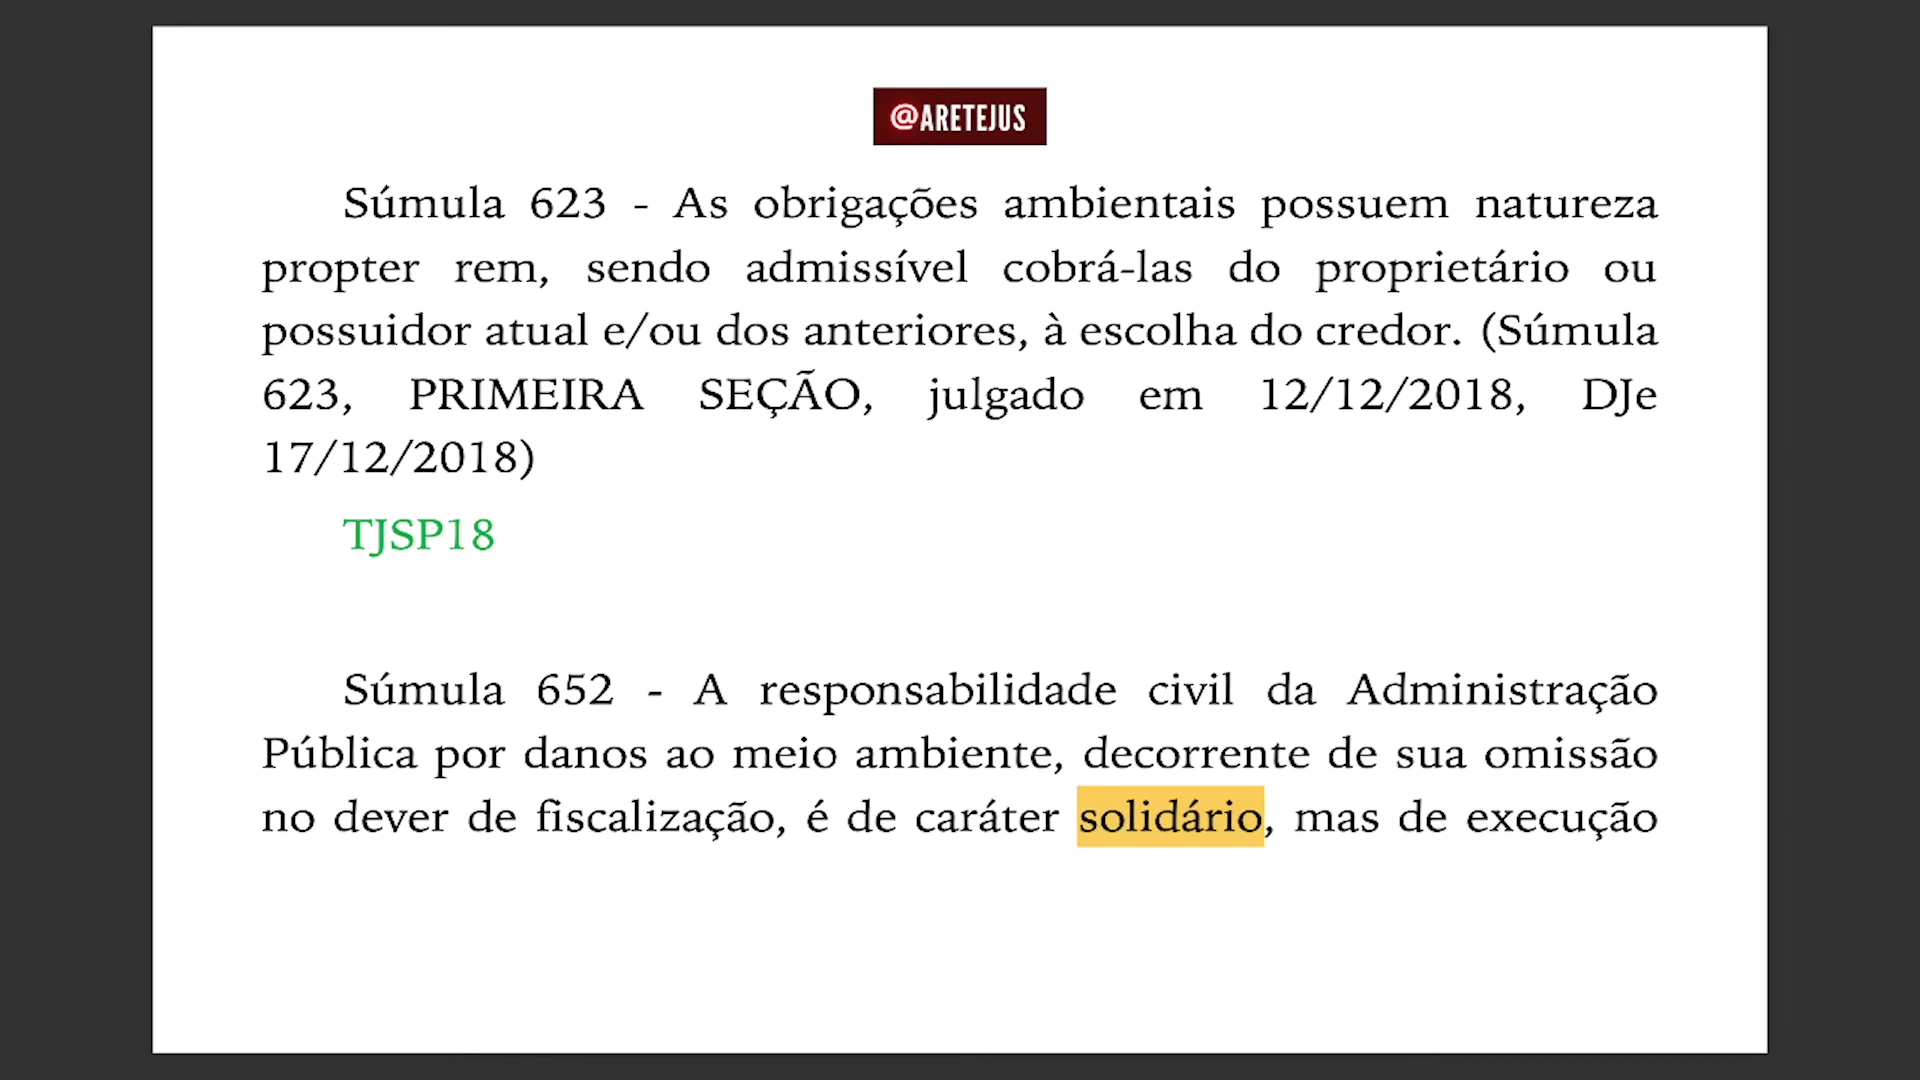 @ARETEJUS
Súmula 623 - As obrigações ambientais possuem natureza
propter rem, sendo admissível cobrá-las do proprietário ou
possuidor atual e/ou dos anteriores, à escolha do credor. (Súmula
623, PRIMEIRA SEÇÃO, julgado em 12/12/2018, DJe
17/12/2018)
TJSP18
Súmula 652 - A responsabilidade civil da Administração
Pública por danos ao meio ambiente, decorrente de sua omissão
no dever de fiscalização, é de caráter solidário, mas de execução